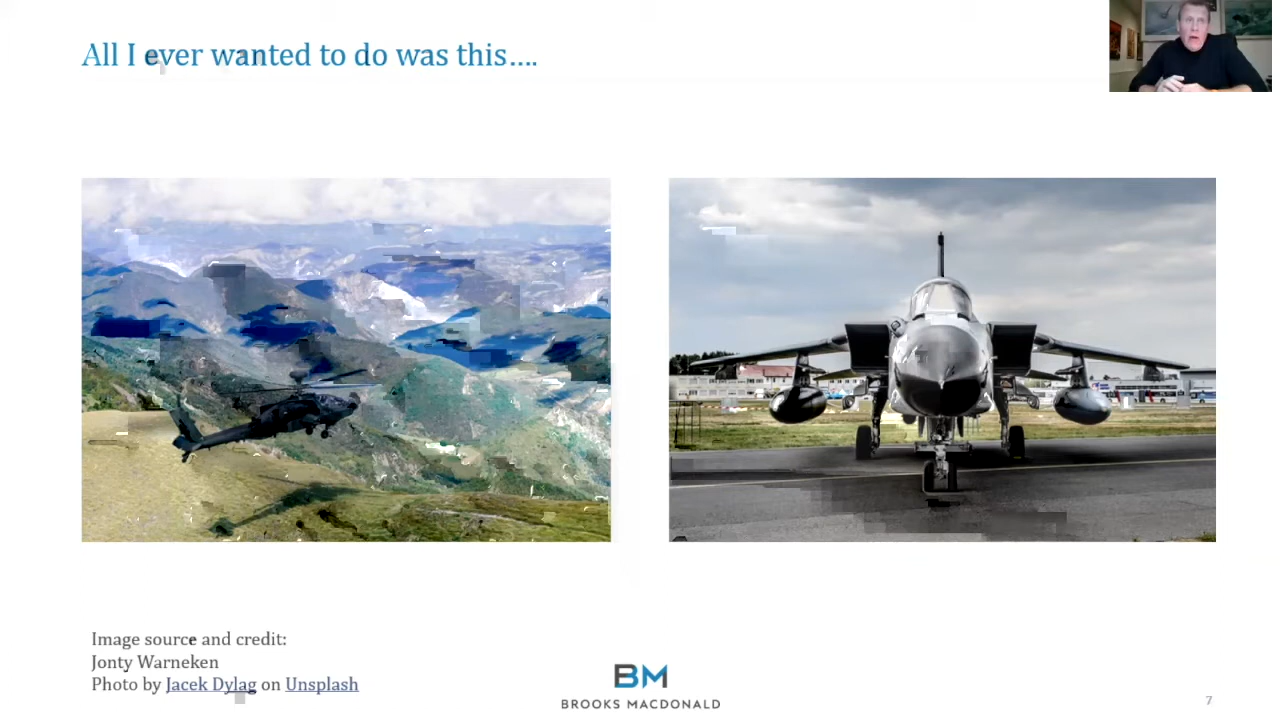 All I ever wanted to do was this....
Image source and credit:
Jonty Warneken
Photo by Jacek Dylag on Unsplash
BM
BROOKS MACDONALD
7